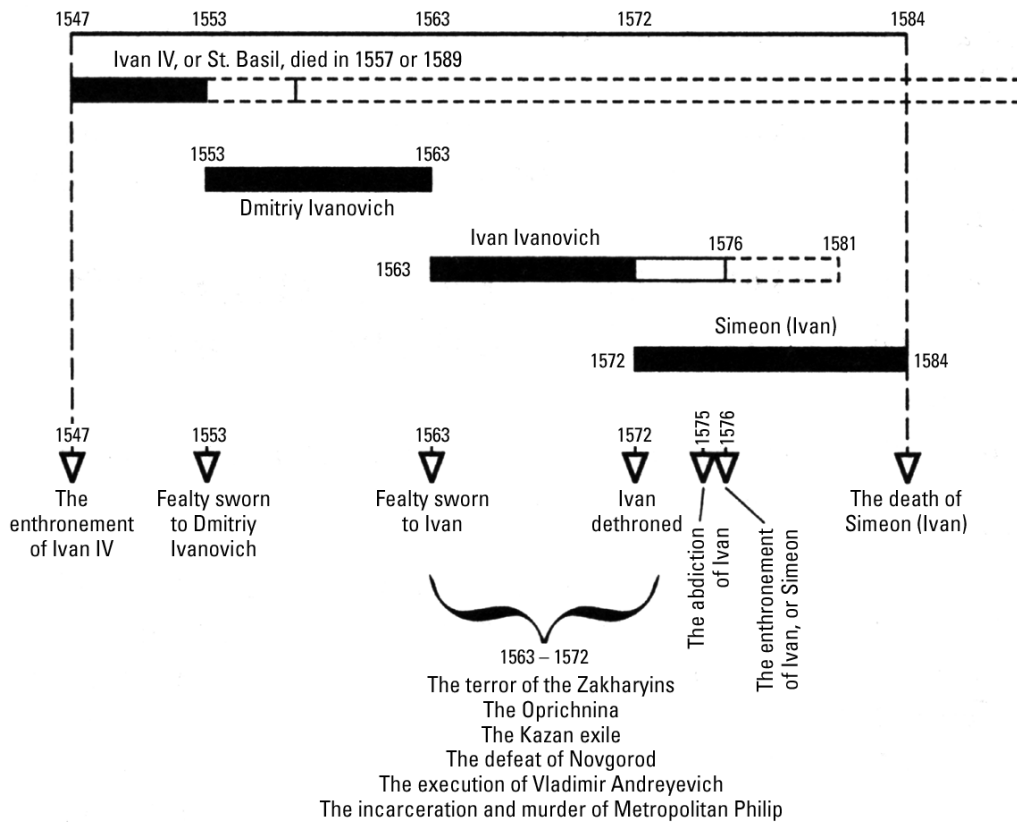 1547 1553 1563 1572 1584
Ivan IV, or St. Basil, died in 1557 or 1589
1553 1563
Dmitriy Ivanovich
Ivan Ivanovich 1576 1581
1563
Simeon (Ivan)
1572 1584
1547 1553 1563 1572 1575 1576
The
enthronement
of Ivan IV
Fealty sworn
to Dmitriy
Ivanovich
Fealty sworn
to Ivan
Ivan
dethroned
The abdiction
of Ivan
The enthronement
of Ivan, or Simeon
The death of
Simeon (Ivan)
1563 – 1572
The terror of the Zakharyins
The Oprichnina
The Kazan exile
The defeat of Novgorod
The execution of Vladimir Andreyevich
The incarceration and murder of Metropolitan Philip